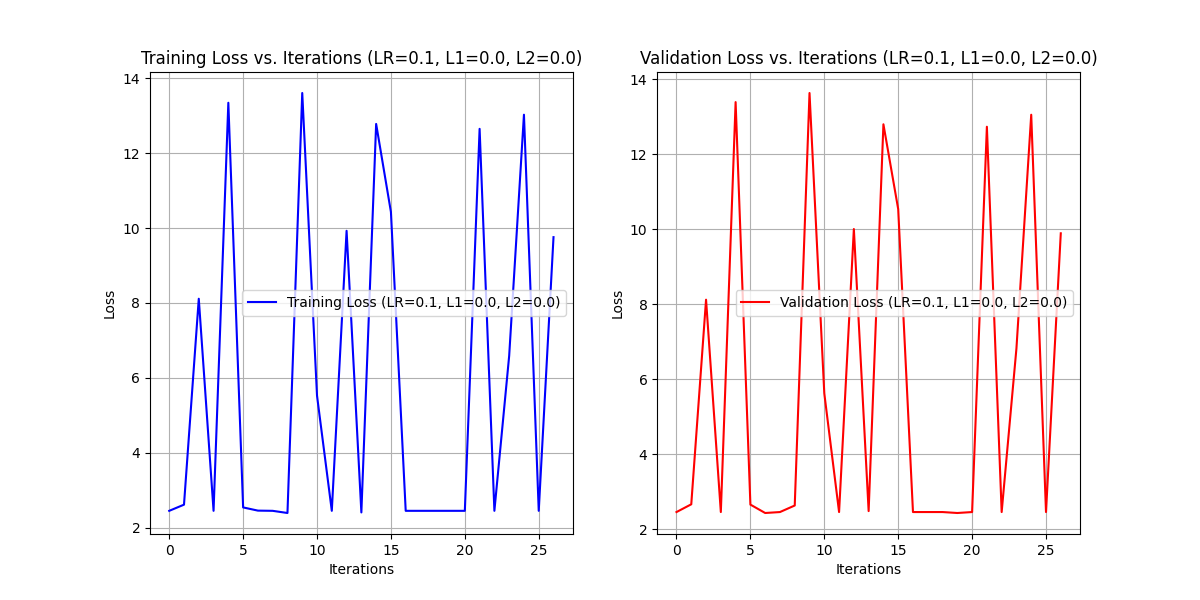 Training Loss vs. Iterations (LR=0.1, L1=0.0, L2=0.0)
14
12
10
8
6
4
2
Loss
Training Loss (LR=0.1, L1=0.0, L2=0.0)
0 5 10 15 20 25
Iterations
Validation Loss vs. Iterations (LR=0.1, L1=0.0, L2=0.0)
14
12
10
8
6
4
2
Loss
Validation Loss (LR=0.1, L1=0.0, L2=0.0)
0 5 10 15 20 25
Iterations